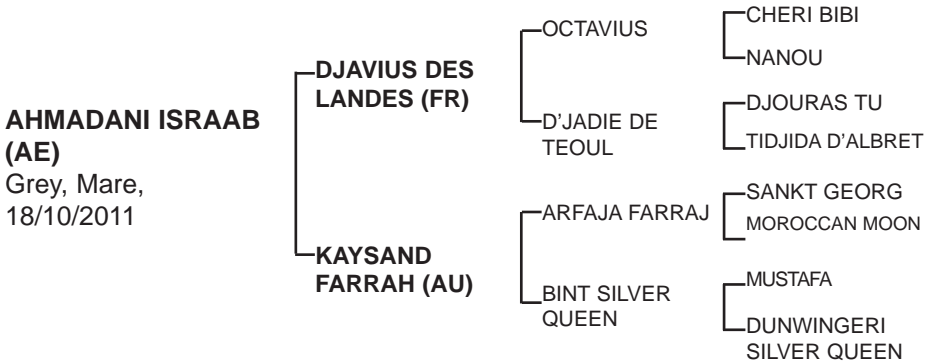 AHMADANI ISRAAB
(AE)
Grey, Mare,
18/10/2011
DJAVIUS DES
LANDES (FR)
KAYSAND
FARRAH (AU)
OCTAVIUS
D'JADIE DE
TEOUL
ARFAJA FARRAJ
BINT SILVER
QUEEN
CHERI BIBI
NANOU
DJOURAS TU
TIDJIDA D'ALBRET
SANKT GEORG
MOROCCAN MOON
MUSTAFA
DUNWINGERI
SILVER QUEEN